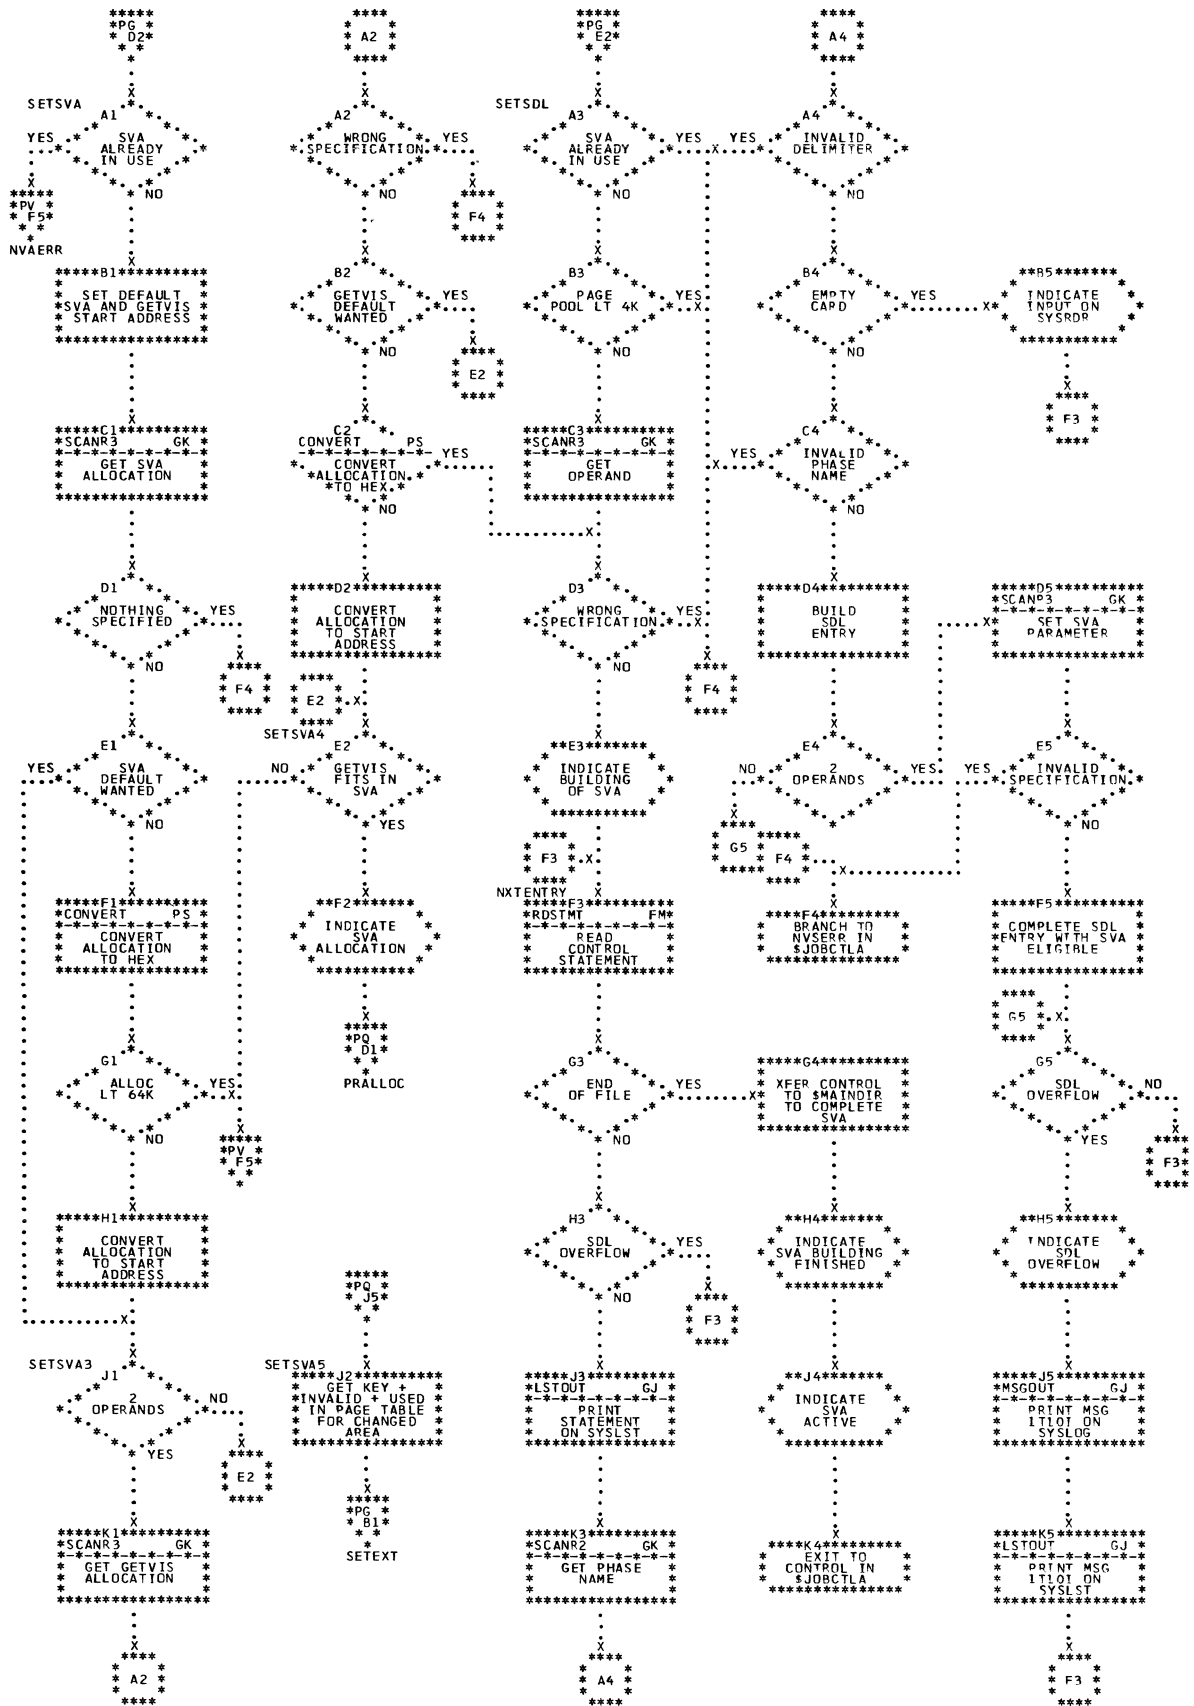 PG
D2
SETSVA
A1
SVA
ALREADY
IN USE
YES
NO
PV
F5
NVAERR
B1
SET DEFAULT
SVA AND GETVIS
START ADDRESS
C1
SCANR3 GK
GET SVA
ALLOCATION
D1
NOTHING
SPECIFIED
YES
NO
F4
E1
SVA
DEFAULT
WANTED
YES
NO
F1
CONVERT PS
CONVERT
ALLOCATION
TO HEX
G1
ALLOC
LT 64K
YES
NO
PV
F5
H1
CONVERT
ALLOCATION
TO START
ADDRESS
SETSVA3
J1
2
OPERANDS
NO
YES
E2
K1
SCANR3 GK
GET GETVIS
ALLOCATION
A2
A2
A2
WRONG
SPECIFICATION
YES
NO
F4
B2
GETVIS
DEFAULT
WANTED
YES
NO
E2
C2
CONVERT PS
CONVERT
ALLOCATION
TO HEX
YES
NO
D2
CONVERT
ALLOCATION
TO START
ADDRESS
E2
SETSVA4
E2
GETVIS
FITS IN
SVA
NO
YES
F2
INDICATE
SVA
ALLOCATION
PQ
D1
PRALLOC
PQ
J5
SETSVA5
J2
GET KEY +
INVALID + USED
IN PAGE TABLE
FOR CHANGED
AREA
PG
B1
SETEXT
PG
E2
SETSDL
A3
SVA
ALREADY
IN USE
YES
NO
B3
PAGE
POOL LT 4K
YES
NO
C3
SCANR3 GK
GET
OPERAND
D3
WRONG
SPECIFICATION
YES
NO
F4
E3
INDICATE
BUILDING
OF SVA
F3
NXTENTRY
F3
RDSTMT FM
READ
CONTROL
STATEMENT
G3
END
OF FILE
YES
NO
H3
SDL
OVERFLOW
YES
NO
F3
J3
LSTOUT GJ
PRINT
STATEMENT
ON SYSLST
K3
SCANR2 GK
GET PHASE
NAME
A4
A4
A4
INVALID
DELIMITER
YES
NO
B4
EMPTY
CARD
YES
NO
B5
INDICATE
INPUT ON
SYSRDR
F3
C4
INVALID
PHASE
NAME
YES
NO
D4
BUILD
SDL
ENTRY
E4
2
OPERANDS
NO
YES
G5
F4
F4
BRANCH TO
NVSERR IN
$JOBCTLA
G4
XFER CONTROL
TO $MAINDIR
TO COMPLETE
SVA
H4
INDICATE
SVA BUILDING
FINISHED
J4
INDICATE
SVA
ACTIVE
K4
EXIT TO
CONTROL IN
$JOBCTLA
D5
SCANR3 GK
SET SVA
PARAMETER
E5
INVALID
SPECIFICATION
YES
NO
F5
COMPLETE SDL
ENTRY WITH SVA
ELIGIBLE
G5
G5
SDL
OVERFLOW
NO
YES
F3
H5
INDICATE
SDL
OVERFLOW
J5
MSGOUT GJ
PRINT MSG
1TL0I ON
SYSLOG
K5
LSTOUT GJ
PRINT MSG
1TL0I ON
SYSLST
F3